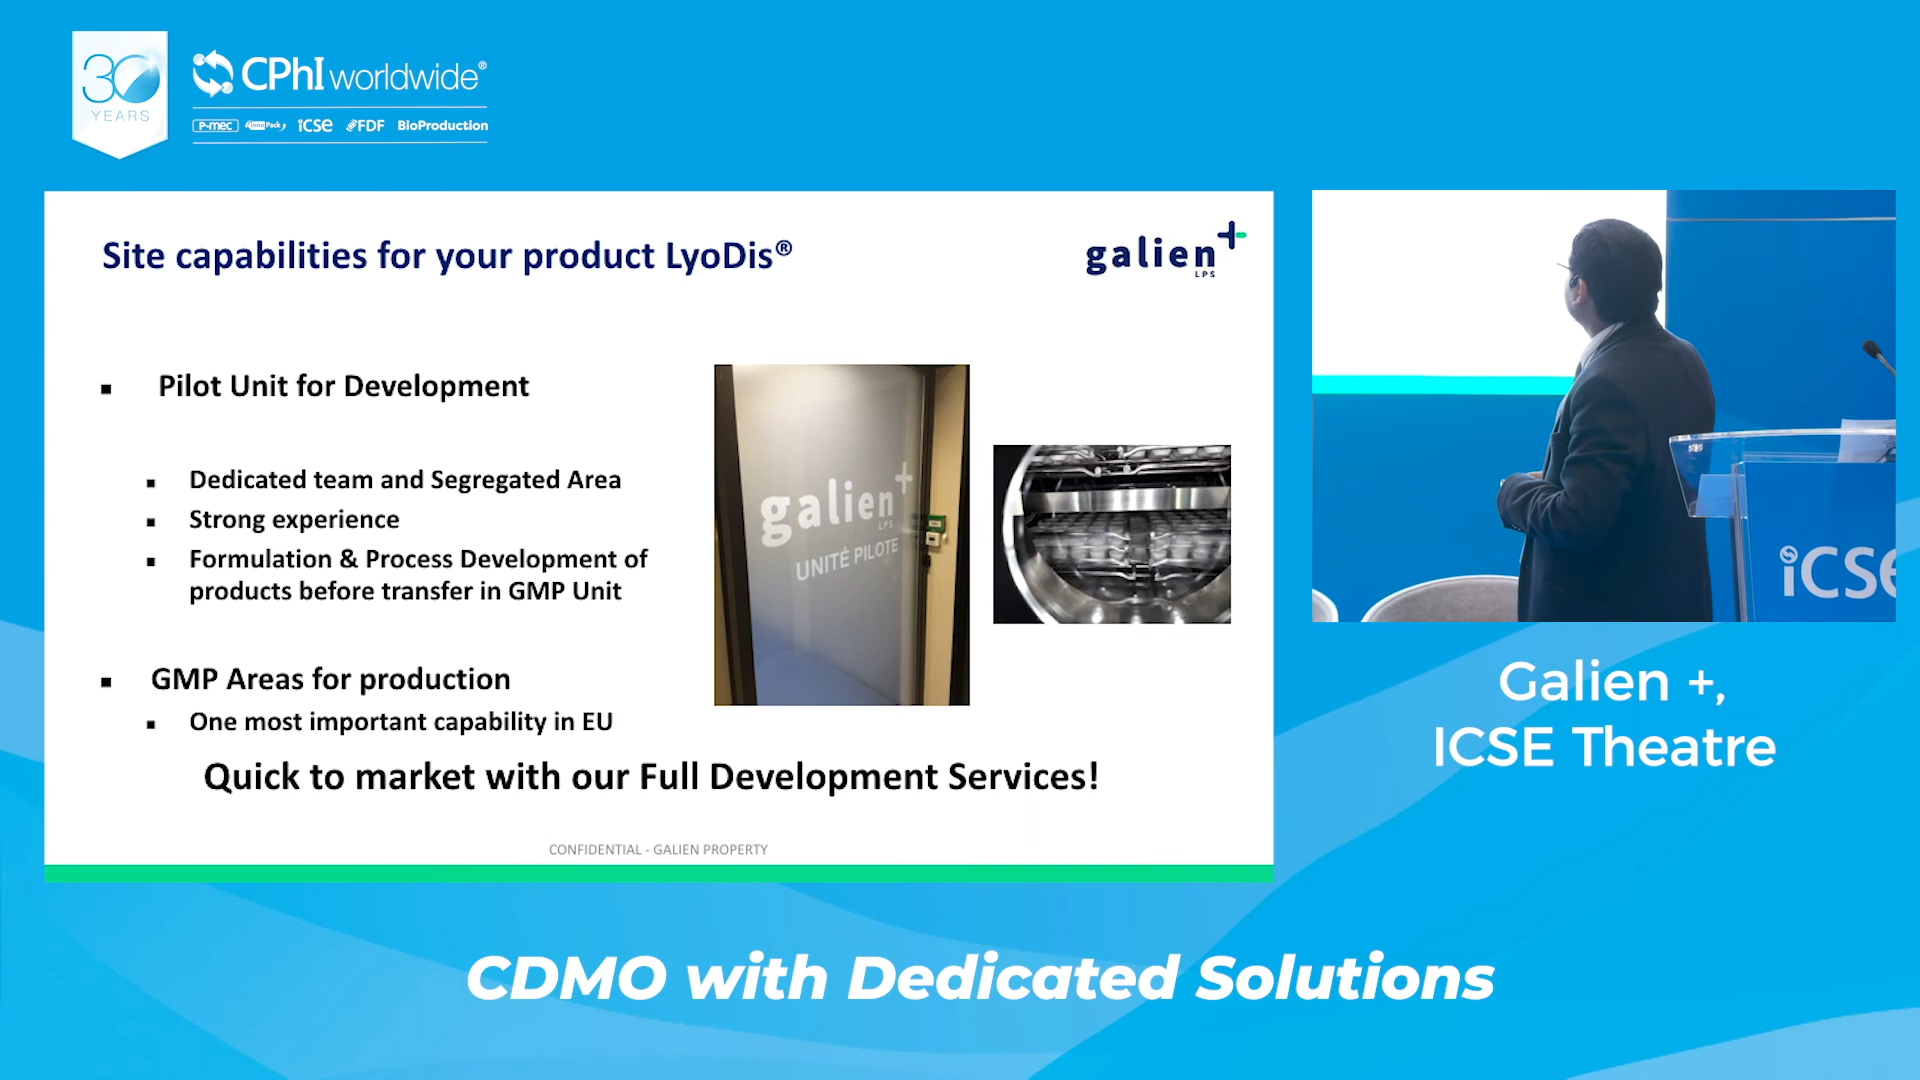 30
YEARS
CPhI worldwide®
P-mec InnoPack iCSE FDF BioProduction
Site capabilities for your product LyoDis®
galien+
LPS
▪ Pilot Unit for Development
▪ Dedicated team and Segregated Area
▪ Strong experience
▪ Formulation & Process Development of
products before transfer in GMP Unit
▪ GMP Areas for production
▪ One most important capability in EU
Quick to market with our Full Development Services!
CONFIDENTIAL - GALIEN PROPERTY
galien+
LPS
UNITÉ PILOTE
iCSE
Galien +,
ICSE Theatre
CDMO with Dedicated Solutions